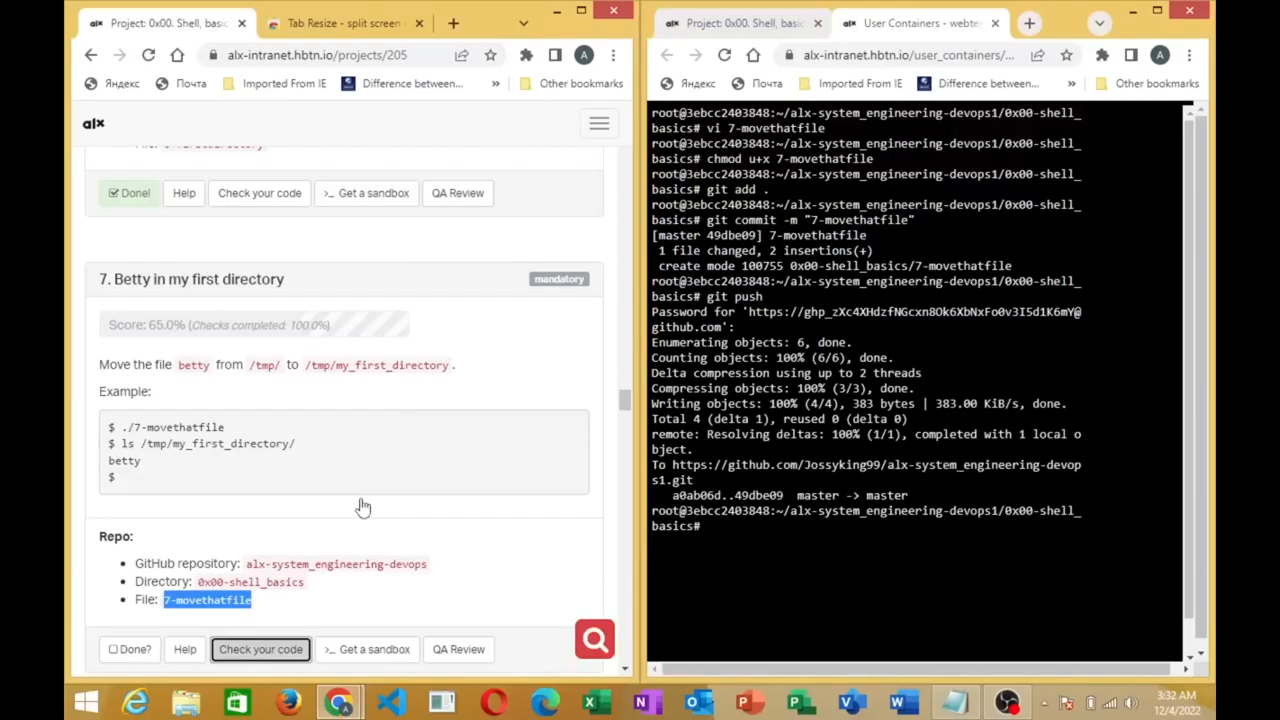 Project: 0x00. Shell, basi
Tab Resize - split screen
alx-intranet.hbtn.io/projects/205
A
Яндекс
Почта
Imported From IE
Difference between...
»
Other bookmarks
alx
Done!
Help
Check your code
>_ Get a sandbox
QA Review
7. Betty in my first directory
mandatory
Score: 65.0% (Checks completed: 100.0%)
Move the file betty from /tmp/ to /tmp/my_first_directory.
Example:
$ ./7-movethatfile
$ ls /tmp/my_first_directory/
betty
$
Repo:
GitHub repository: alx-system_engineering-devops
Directory: 0x00-shell_basics
File: 7-movethatfile
Done?
Help
Check your code
>_ Get a sandbox
QA Review
Project: 0x00. Shell, basi
User Containers - webter
alx-intranet.hbtn.io/user_containers/...
A
Яндекс
Почта
Imported From IE
Difference between...
»
Other bookmarks
root@3ebcc2403848:~/alx-system_engineering-devops1/0x00-shell_
basics# vi 7-movethatfile
root@3ebcc2403848:~/alx-system_engineering-devops1/0x00-shell_
basics# chmod u+x 7-movethatfile
root@3ebcc2403848:~/alx-system_engineering-devops1/0x00-shell_
basics# git add .
root@3ebcc2403848:~/alx-system_engineering-devops1/0x00-shell_
basics# git commit -m "7-movethatfile"
[master 49dbe09] 7-movethatfile
1 file changed, 2 insertions(+)
create mode 100755 0x00-shell_basics/7-movethatfile
root@3ebcc2403848:~/alx-system_engineering-devops1/0x00-shell_
basics# git push
Password for 'https://ghp_zXc4XHdzfNGcxn8Ok6XbNxFo0v3I5d1K6mY@
github.com':
Enumerating objects: 6, done.
Counting objects: 100% (6/6), done.
Delta compression using up to 2 threads
Compressing objects: 100% (3/3), done.
Writing objects: 100% (4/4), 383 bytes | 383.00 KiB/s, done.
Total 4 (delta 1), reused 0 (delta 0)
remote: Resolving deltas: 100% (1/1), completed with 1 local o
bject.
To https://github.com/Jossyking99/alx-system_engineering-devop
s1.git
a0ab06d..49dbe09 master -> master
root@3ebcc2403848:~/alx-system_engineering-devops1/0x00-shell_
basics#
3:32 AM
12/4/2022